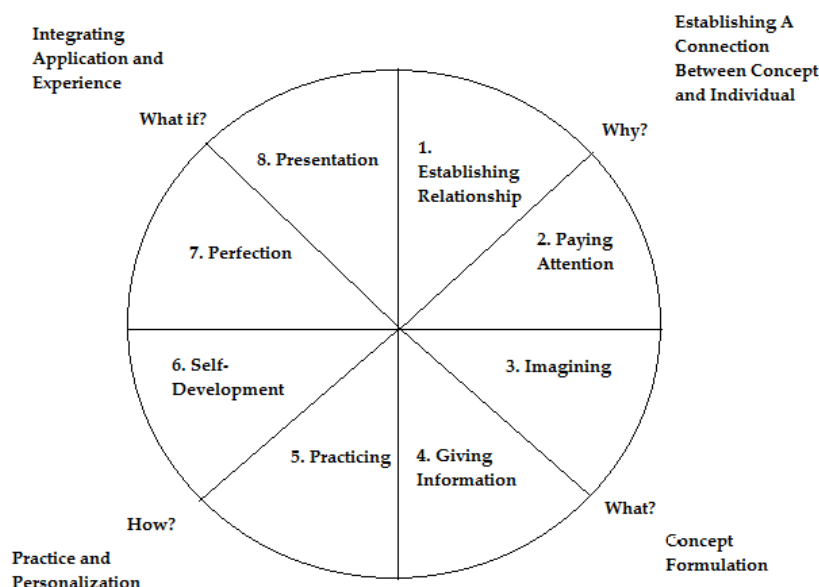 Integrating
Application and
Experience
Establishing A
Connection
Between Concept
and Individual
What if?
Why?
8. Presentation
1.
Establishing
Relationship
2. Paying
Attention
7. Perfection
6. Self-
Development
3. Imagining
5. Practicing
4. Giving
Information
How?
What?
Practice and
Personalization
Concept
Formulation